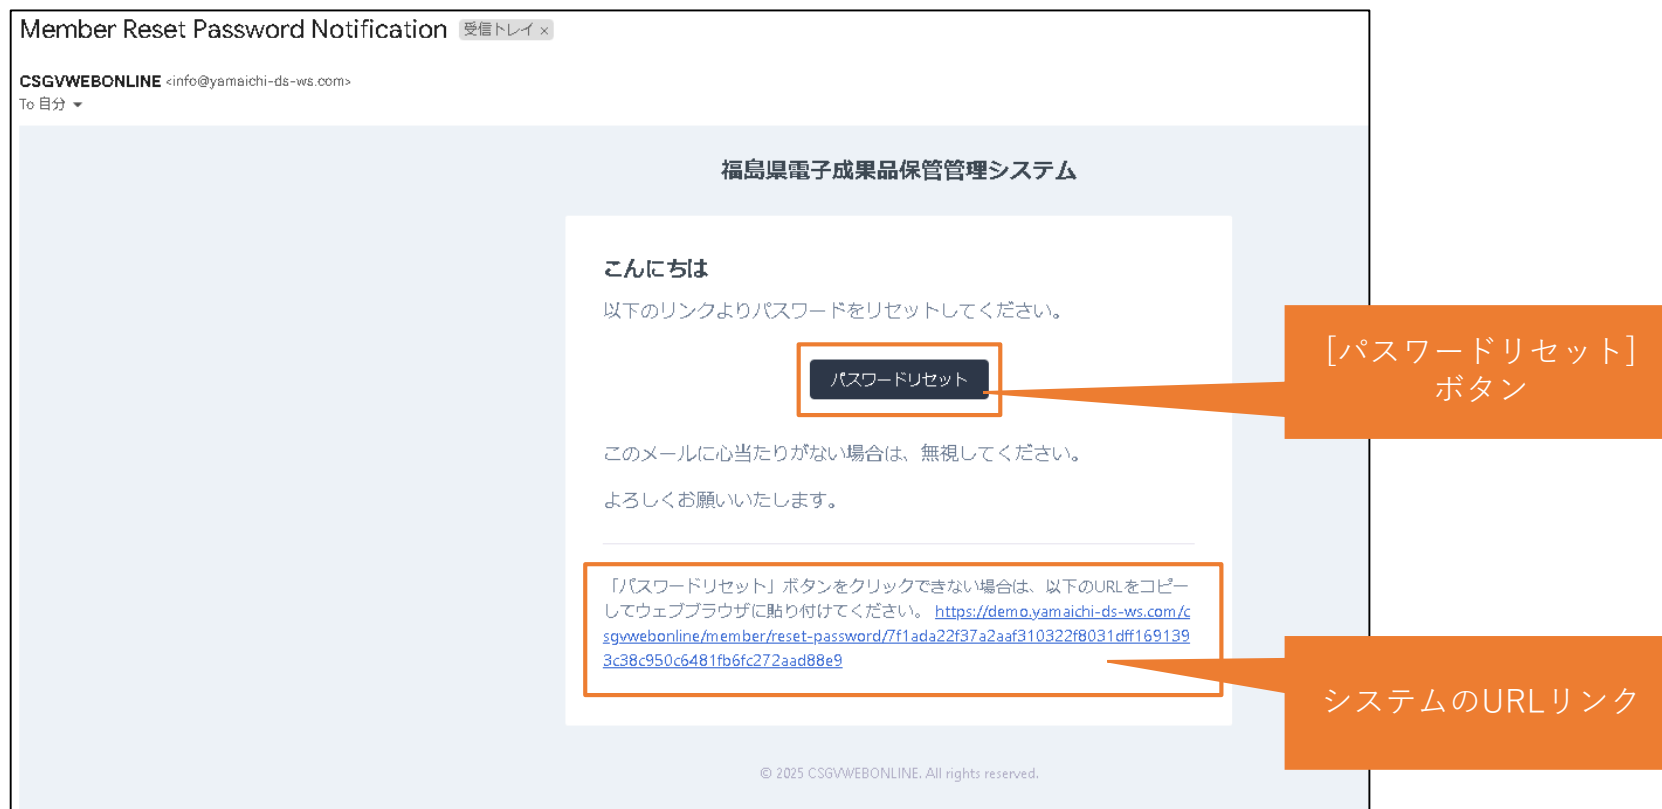 Member Reset Password Notification 受信トレイ ×
CSGVWEBONLINE <info@yamaichi-ds-ws.com>
To 自分
福島県電子成果品保管管理システム
こんにちは
以下のリンクよりパスワードをリセットしてください。
パスワードリセット
[パスワードリセット]
ボタン
このメールに心当たりがない場合は、無視してください。
よろしくお願いいたします。
「パスワードリセット」ボタンをクリックできない場合は、以下のURLをコピー
してウェブブラウザに貼り付けてください。 https://demo.yamaichi-ds-ws.com/c
sgvwebonline/member/reset-password/7f1ada22f37a2aaf310322f8031dff169139
3c38c950c6481fb6fc272aad88e9
システムのURLリンク
© 2025 CSGVWEBONLINE. All rights reserved.